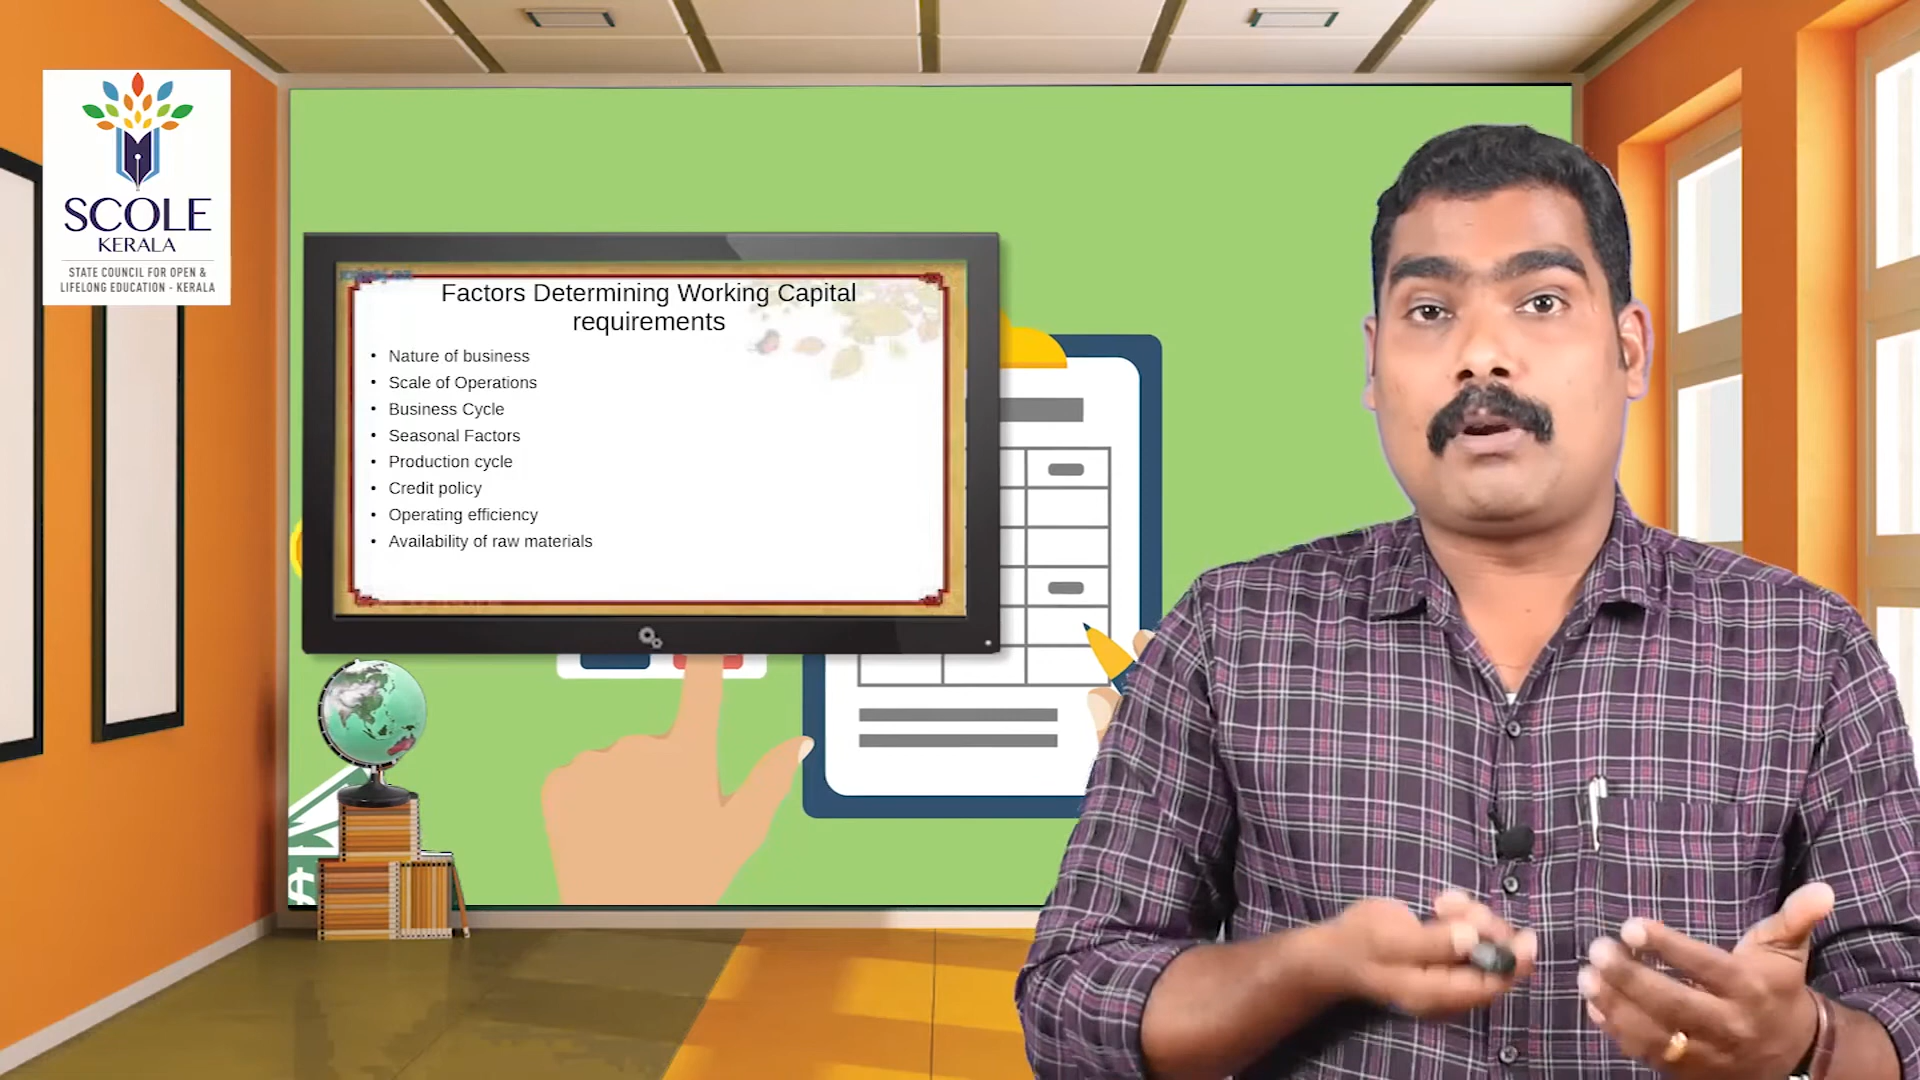 SCOLE
KERALA
STATE COUNCIL FOR OPEN &
LIFELONG EDUCATION - KERALA
Factors Determining Working Capital
requirements
• Nature of business
• Scale of Operations
• Business Cycle
• Seasonal Factors
• Production cycle
• Credit policy
• Operating efficiency
• Availability of raw materials
$